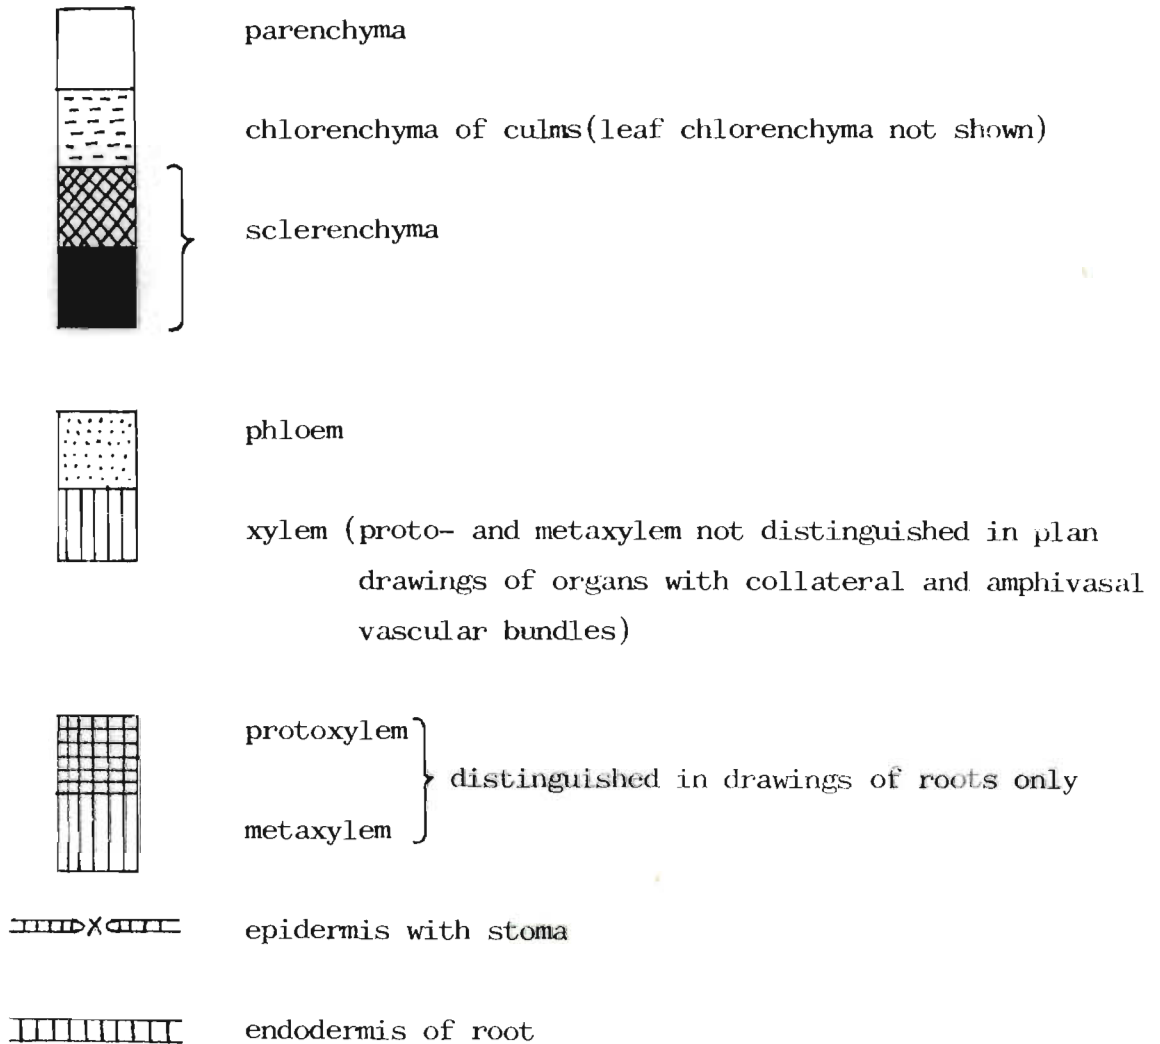 parenchyma
chlorenchyma of culms(leaf chlorenchyma not shown)
sclerenchyma
phloem
xylem (proto- and metaxylem not distinguished in plan
drawings of organs with collateral and amphivasal
vascular bundles)
protoxylem
distinguished in drawings of roots only
metaxylem
epidermis with stoma
endodermis of root